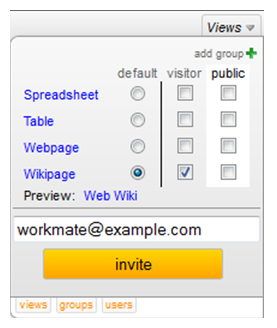 Views
add group
default visitor public
Spreadsheet
Table
Webpage
Wikipage
Preview: Web Wiki
workmate@example.com
invite
views groups users